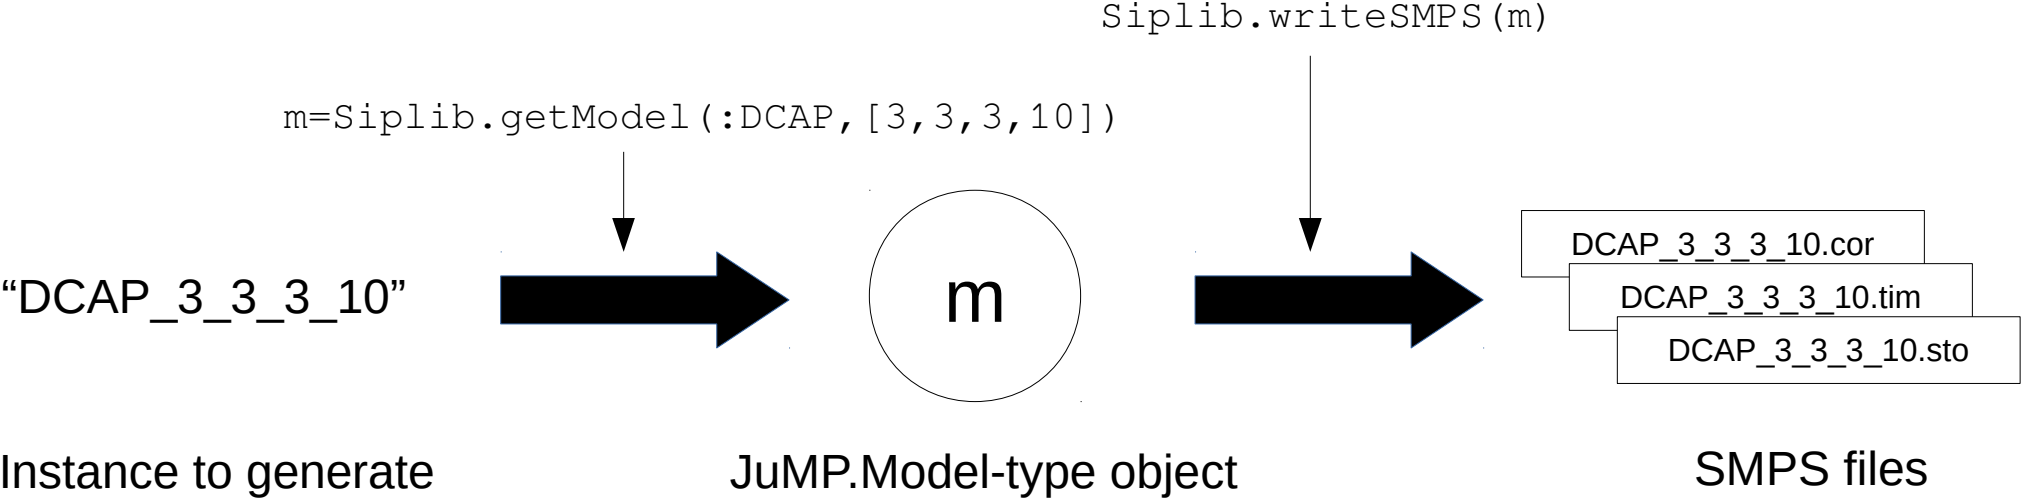 Siplib.writeSMPS(m)
m=Siplib.getModel(:DCAP,[3,3,3,10])
“DCAP_3_3_3_10”
m
DCAP_3_3_3_10.cor
DCAP_3_3_3_10.tim
DCAP_3_3_3_10.sto
Instance to generate
JuMP.Model-type object
SMPS files